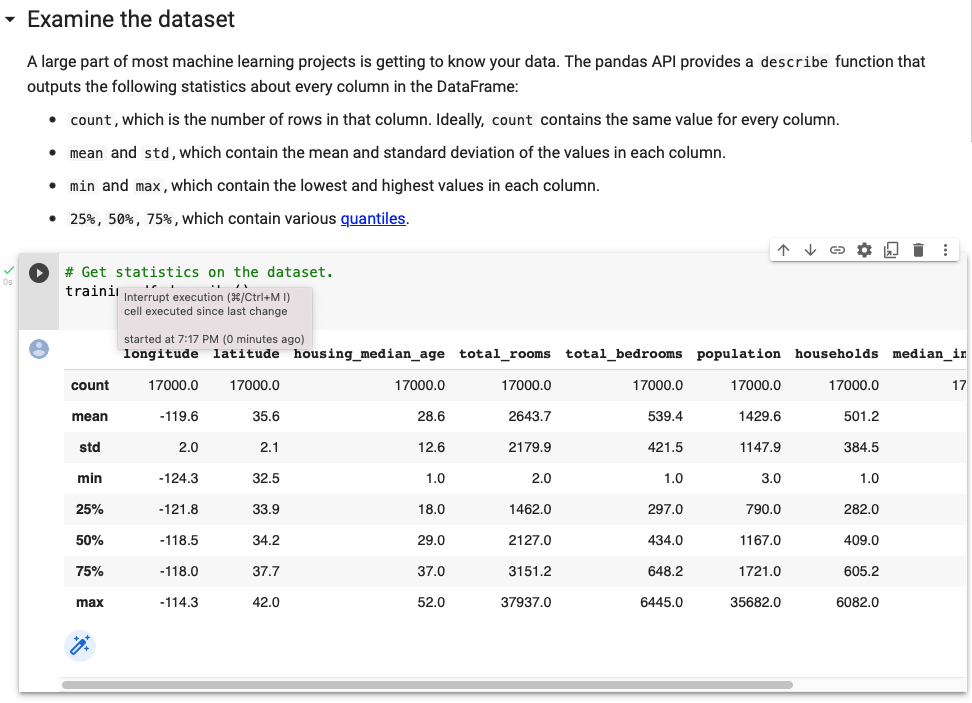 Examine the dataset
A large part of most machine learning projects is getting to know your data. The pandas API provides a describe function that
outputs the following statistics about every column in the DataFrame:
• count, which is the number of rows in that column. Ideally, count contains the same value for every column.
• mean and std, which contain the mean and standard deviation of the values in each column.
• min and max, which contain the lowest and highest values in each column.
• 25%, 50%, 75%, which contain various quantiles.
0s
# Get statistics on the dataset.
Interrupt execution (⌘/Ctrl+M I)
cell executed since last change
started at 7:17 PM (0 minutes ago)
longitude latitude housing_median_age total_rooms total_bedrooms population households median_in
count 17000.0 17000.0 17000.0 17000.0 17000.0 17000.0 17000.0 17
mean -119.6 35.6 28.6 2643.7 539.4 1429.6 501.2
std 2.0 2.1 12.6 2179.9 421.5 1147.9 384.5
min -124.3 32.5 1.0 2.0 1.0 3.0 1.0
25% -121.8 33.9 18.0 1462.0 297.0 790.0 282.0
50% -118.5 34.2 29.0 2127.0 434.0 1167.0 409.0
75% -118.0 37.7 37.0 3151.2 648.2 1721.0 605.2
max -114.3 42.0 52.0 37937.0 6445.0 35682.0 6082.0